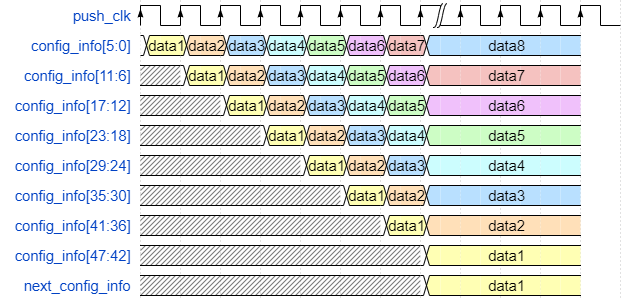 push_clk
config_info[5:0] data1 data2 data3 data4 data5 data6 data7 data8
config_info[11:6] data1 data2 data3 data4 data5 data6 data7
config_info[17:12] data1 data2 data3 data4 data5 data6
config_info[23:18] data1 data2 data3 data4 data5
config_info[29:24] data1 data2 data3 data4
config_info[35:30] data1 data2 data3
config_info[41:36] data1 data2
config_info[47:42] data1
next_config_info data1